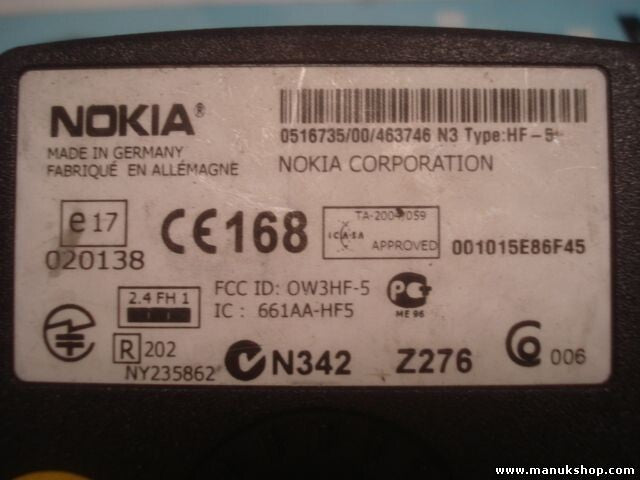 NOKIA®
MADE IN GERMANY
FABRIQUÉ EN ALLÉMAGNE
0516735/00/463746 N3 Type:HF-5
NOKIA CORPORATION
e17
020138
CE168
TA-2004/059
ICASA
APPROVED
001015E86F45
2.4 FH 1
FCC ID: OW3HF-5
IC : 661AA-HF5
PG
ME 96
R 202
NY235862
N342
Z276
006
www.manukshop.com